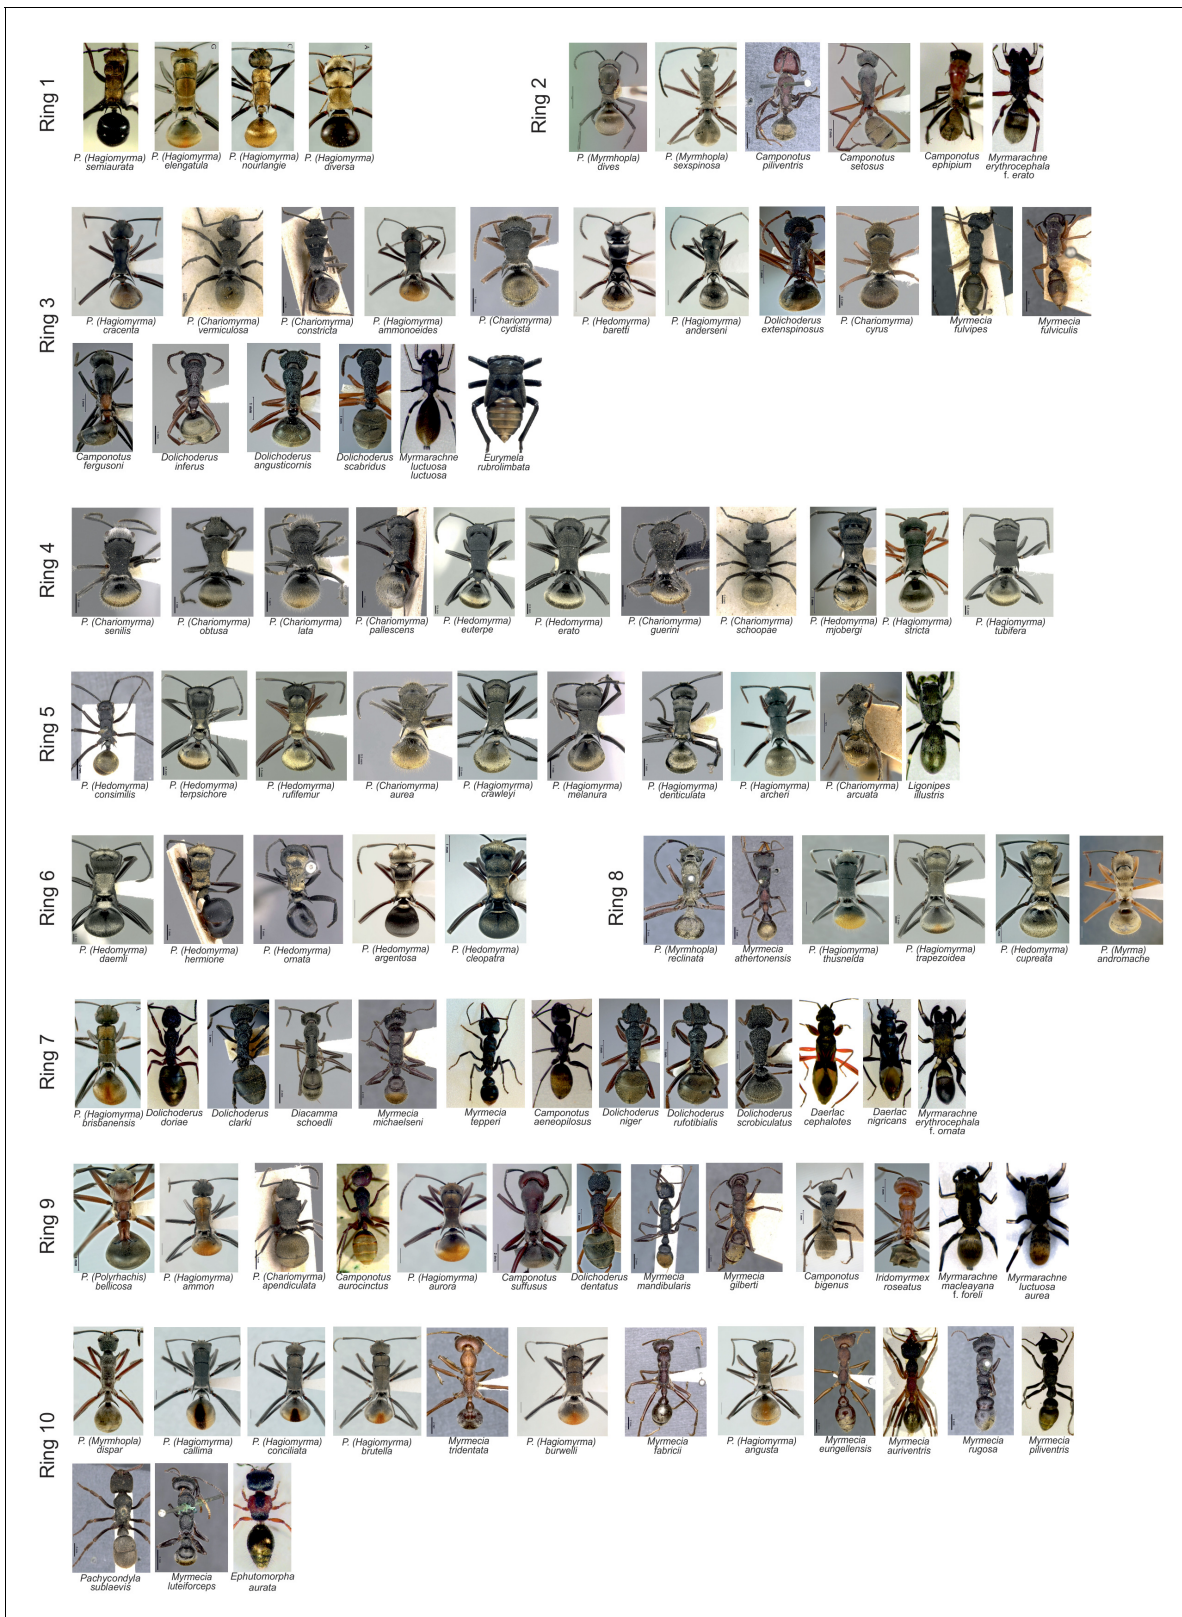 Ring 1
P. (Hagiomyrma)
semiaurata
G
P. (Hagiomyrma)
elengatula
C
P. (Hagiomyrma)
nourlangie
A
P. (Hagiomyrma)
diversa
Ring 2
P. (Myrmhopla)
dives
P. (Myrmhopla)
sexspinosa
Camponotus
piliventris
Camponotus
setosus
Camponotus
ephipium
Myrmarachne
erythrocephala
f. erato
Ring 3
P. (Hagiomyrma)
cracenta
P. (Chariomyrma)
vermiculosa
P. (Chariomyrma)
constricta
P. (Hagiomyrma)
ammonoeides
P. (Chariomyrma)
cydista
P. (Hedomyrma)
baretti
P. (Hagiomyrma)
anderseni
Dolichoderus
extenspinosus
P. (Chariomyrma)
cyrus
Myrmecia
fulvipes
Myrmecia
fulviculis
Camponotus
fergusoni
Dolichoderus
inferus
Dolichoderus
angusticornis
Dolichoderus
scabridus
Myrmarachne
luctuosa
luctuosa
Eurymela
rubrolimbata
Ring 4
P. (Chariomyrma)
senilis
P. (Chariomyrma)
obtusa
P. (Chariomyrma)
lata
P. (Chariomyrma)
pallescens
P. (Hedomyrma)
euterpe
P. (Hedomyrma)
erato
P. (Chariomyrma)
guerini
P. (Chariomyrma)
schoopae
P. (Hedomyrma)
mjobergi
P. (Hagiomyrma)
stricta
P. (Hagiomyrma)
tubifera
Ring 5
P. (Hedomyrma)
consimilis
P. (Hedomyrma)
terpsichore
P. (Hedomyrma)
rufifemur
P. (Chariomyrma)
aurea
P. (Hagiomyrma)
crawleyi
P. (Hagiomyrma)
melanura
P. (Hagiomyrma)
denticulata
P. (Hagiomyrma)
archeri
P. (Chariomyrma)
arcuata
Ligonipes
illustris
Ring 6
P. (Hedomyrma)
daemli
P. (Hedomyrma)
hermione
P. (Hedomyrma)
ornata
P. (Hedomyrma)
argentosa
P. (Hedomyrma)
cleopatra
Ring 8
P. (Myrmhopla)
reclinata
Myrmecia
athertonensis
P. (Hagiomyrma)
thusnelda
P. (Hagiomyrma)
trapezoidea
P. (Hedomyrma)
cupreata
P. (Myrma)
andromache
Ring 7
A
P. (Hagiomyrma)
brisbanensis
Dolichoderus
doriae
Dolichoderus
clarki
Diacamma
schoedli
Myrmecia
michaelseni
Myrmecia
tepperi
Camponotus
aeneopilosus
Dolichoderus
niger
Dolichoderus
rufotibialis
Dolichoderus
scrobiculatus
Daerlac
cephalotes
Daerlac
nigricans
Myrmarachne
erythrocephala
f. ornata
Ring 9
P. (Polyrhachis)
bellicosa
P. (Hagiomyrma)
ammon
P. (Chariomyrma)
apendiculata
Camponotus
aurocinctus
P. (Hagiomyrma)
aurora
Camponotus
suffusus
Dolichoderus
dentatus
Myrmecia
mandibularis
Myrmecia
gilberti
Camponotus
bigenus
Iridomyrmex
roseatus
Myrmarachne
macleayana
f. foreli
Myrmarachne
luctuosa
aurea
Ring 10
P. (Myrmhopla)
dispar
P. (Hagiomyrma)
callima
P. (Hagiomyrma)
conciliata
P. (Hagiomyrma)
brutella
Myrmecia
tridentata
P. (Hagiomyrma)
burwelli
Myrmecia
fabricii
P. (Hagiomyrma)
angusta
Myrmecia
eungellensis
Myrmecia
auriventris
Myrmecia
rugosa
Myrmecia
piliventris
Pachycondyla
sublaevis
Myrmecia
luteiforceps
Ephutomorpha
aurata